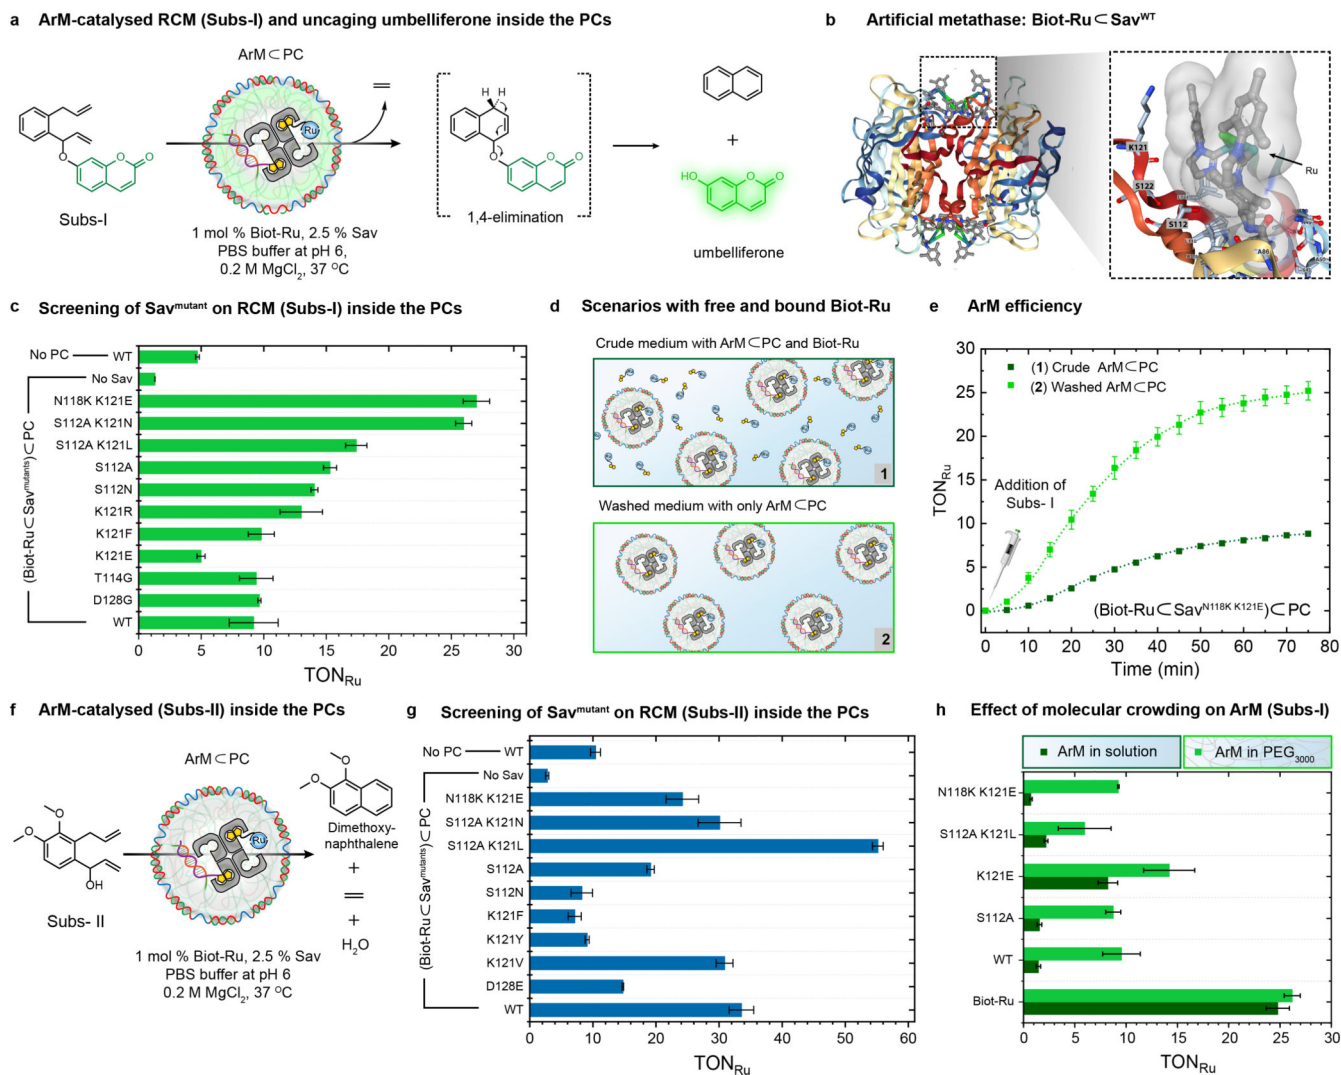 a ArM-catalysed RCM (Subs-I) and uncaging umbelliferone inside the PCs
ArM⊂PC
Ru
O
O
O
Subs-I
1 mol % Biot-Ru, 2.5 % Sav
PBS buffer at pH 6,
0.2 M MgCl₂, 37 °C
H H
O
O
O
1,4-elimination
+
HO
O
O
umbelliferone
b Artificial metathase: Biot-Ru⊂Savᵂᵀ
K121
S122
S112
Ru
A86
c Screening of Savᵐᵘᵗᵃⁿᵗ on RCM (Subs-I) inside the PCs
No PC
WT
No Sav
N118K K121E
S112A K121N
S112A K121L
S112A
S112N
K121R
K121F
K121E
T114G
D128G
WT
(Biot-Ru⊂Savᵐᵘᵗᵃⁿᵗˢ)⊂PC
0 5 10 15 20 25 30
TON_Ru
d Scenarios with free and bound Biot-Ru
Crude medium with ArM⊂PC and Biot-Ru
1
Washed medium with only ArM⊂PC
2
e ArM efficiency
TON_Ru
30
25
20
15
10
5
0
(1) Crude ArM⊂PC
(2) Washed ArM⊂PC
Addition of
Subs- I
(Biot-Ru⊂Savᴺ¹¹⁸ᴷ ᴷ¹²¹ᴱ)⊂PC
0 10 20 30 40 50 60 70 80
Time (min)
f ArM-catalysed (Subs-II) inside the PCs
ArM⊂PC
Ru
O
O
OH
Subs- II
1 mol % Biot-Ru, 2.5 % Sav
PBS buffer at pH 6
0.2 M MgCl₂, 37 °C
O
O
Dimethoxy-
naphthalene
+
+
H₂O
g Screening of Savᵐᵘᵗᵃⁿᵗ on RCM (Subs-II) inside the PCs
No PC
WT
No Sav
N118K K121E
S112A K121N
S112A K121L
S112A
S112N
K121F
K121Y
K121V
D128E
WT
(Biot-Ru⊂Savᵐᵘᵗᵃⁿᵗˢ)⊂PC
0 10 20 30 40 50 60
TON_Ru
h Effect of molecular crowding on ArM (Subs-I)
ArM in solution
ArM in PEG₃₀₀₀
N118K K121E
S112A K121L
K121E
S112A
WT
Biot-Ru
0 5 10 15 20 25 30
TON_Ru